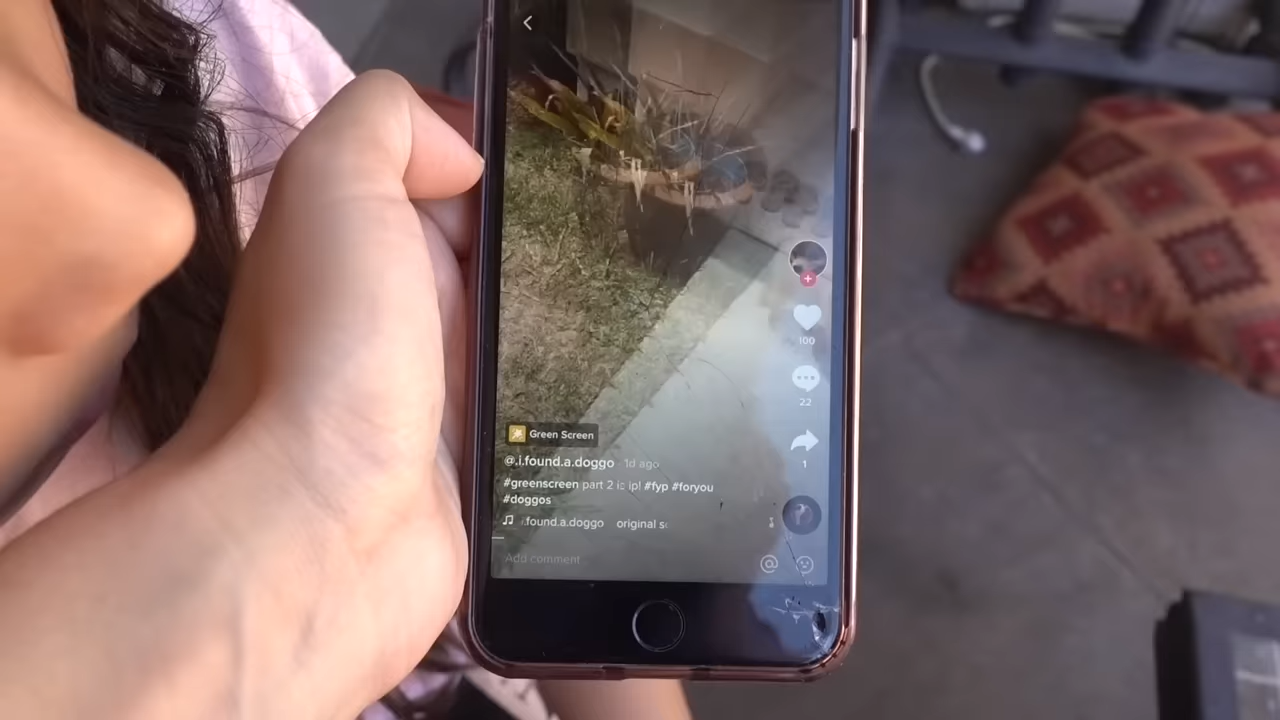 100
22
1
Green Screen
@.i.found.a.doggo · 1d ago
#greenscreen part 2 is ip! #fyp #foryou
#doggos
.found.a.doggo original so
Add comment...
@